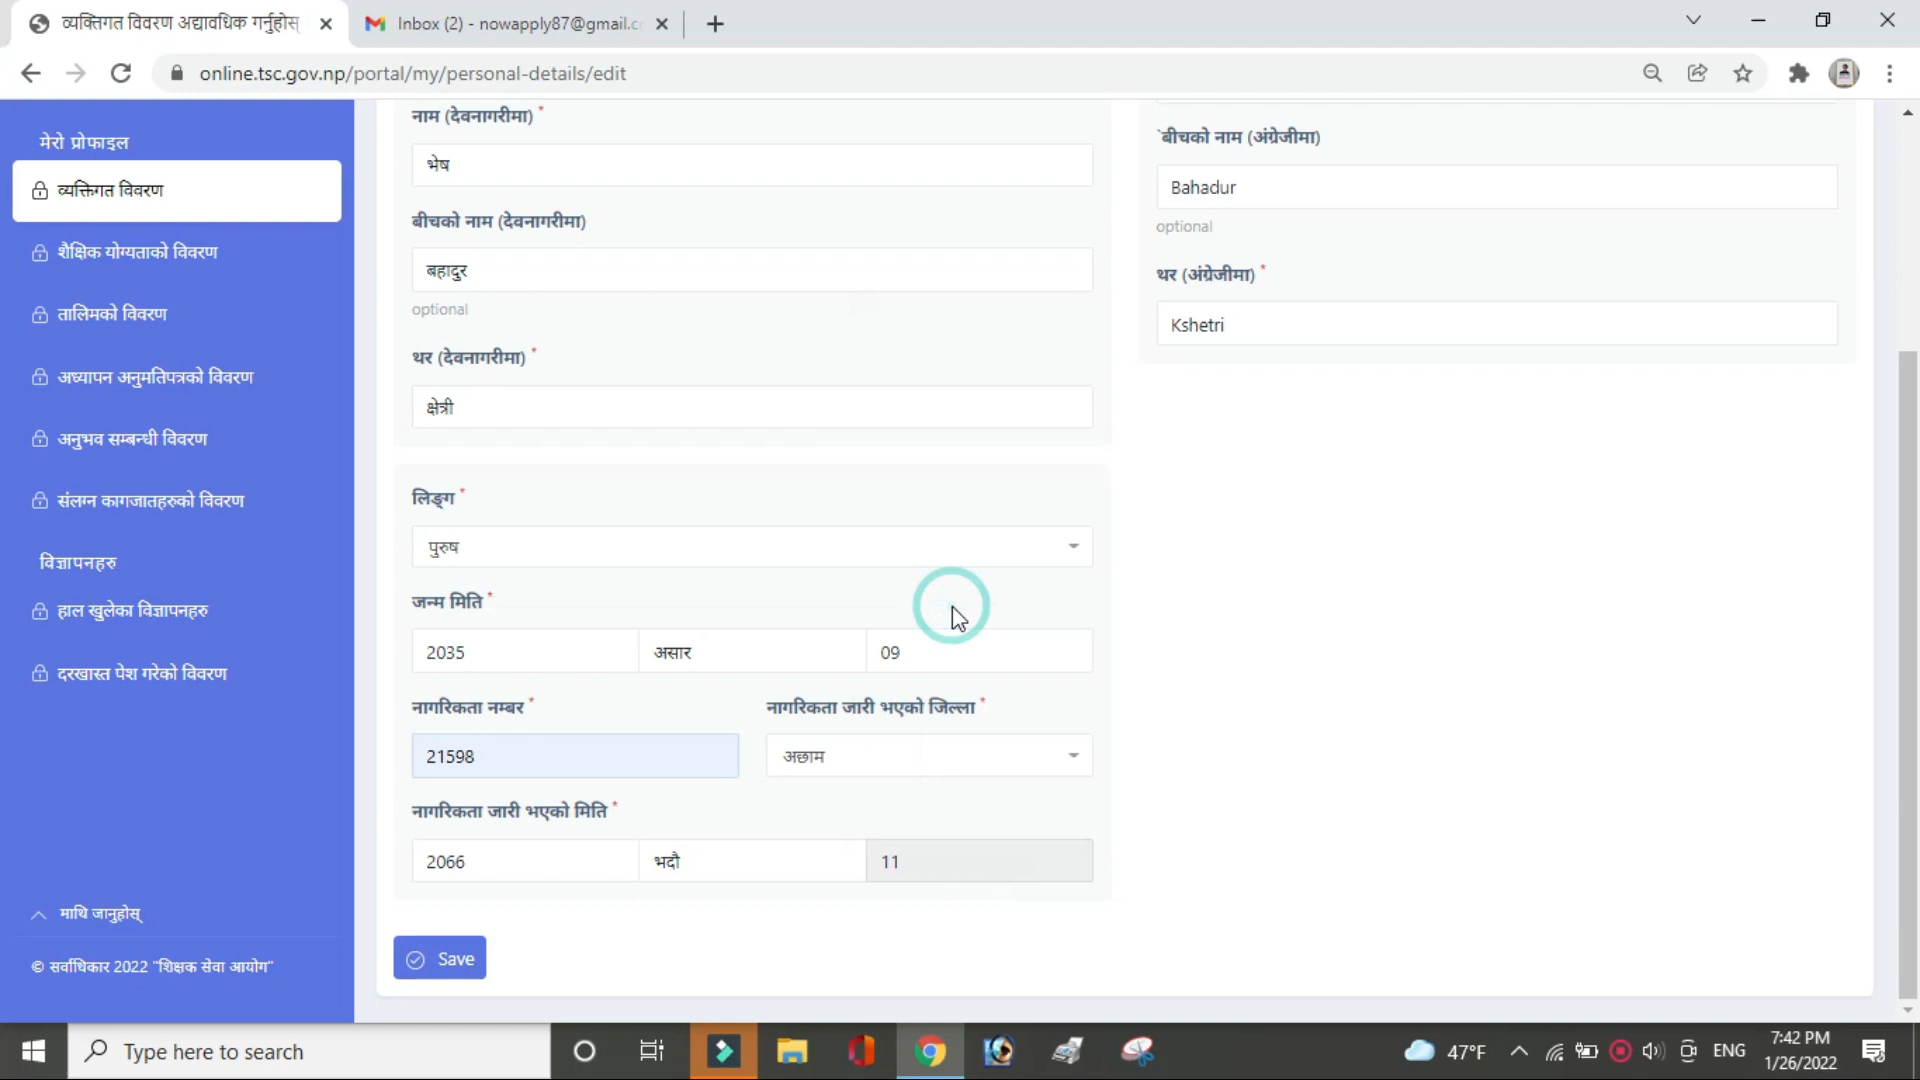 व्यक्तिगत विवरण अद्यावधिक गर्नुहोस्
Inbox (2) - nowapply87@gmail.c
online.tsc.gov.np/portal/my/personal-details/edit
मेरो प्रोफाइल
व्यक्तिगत विवरण
शैक्षिक योग्यताको विवरण
तालिमको विवरण
अध्यापन अनुमतिपत्रको विवरण
अनुभव सम्बन्धी विवरण
संलग्न कागजातहरुको विवरण
विज्ञापनहरु
हाल खुलेका विज्ञापनहरु
दरखास्त पेश गरेको विवरण
माथि जानुहोस्
© सर्वाधिकार 2022 "शिक्षक सेवा आयोग"
नाम (देवनागरीमा) *
भेष
बीचको नाम (देवनागरीमा)
बहादुर
optional
थर (देवनागरीमा) *
क्षेत्री
`बीचको नाम (अंग्रेजीमा)
Bahadur
optional
थर (अंग्रेजीमा) *
Kshetri
लिङ्ग *
पुरुष
जन्म मिति *
2035 असार 09
नागरिकता नम्बर * नागरिकता जारी भएको जिल्ला *
21598 अछाम
नागरिकता जारी भएको मिति *
2066 भदौ 11
Save
Type here to search
47°F
ENG
7:42 PM
1/26/2022